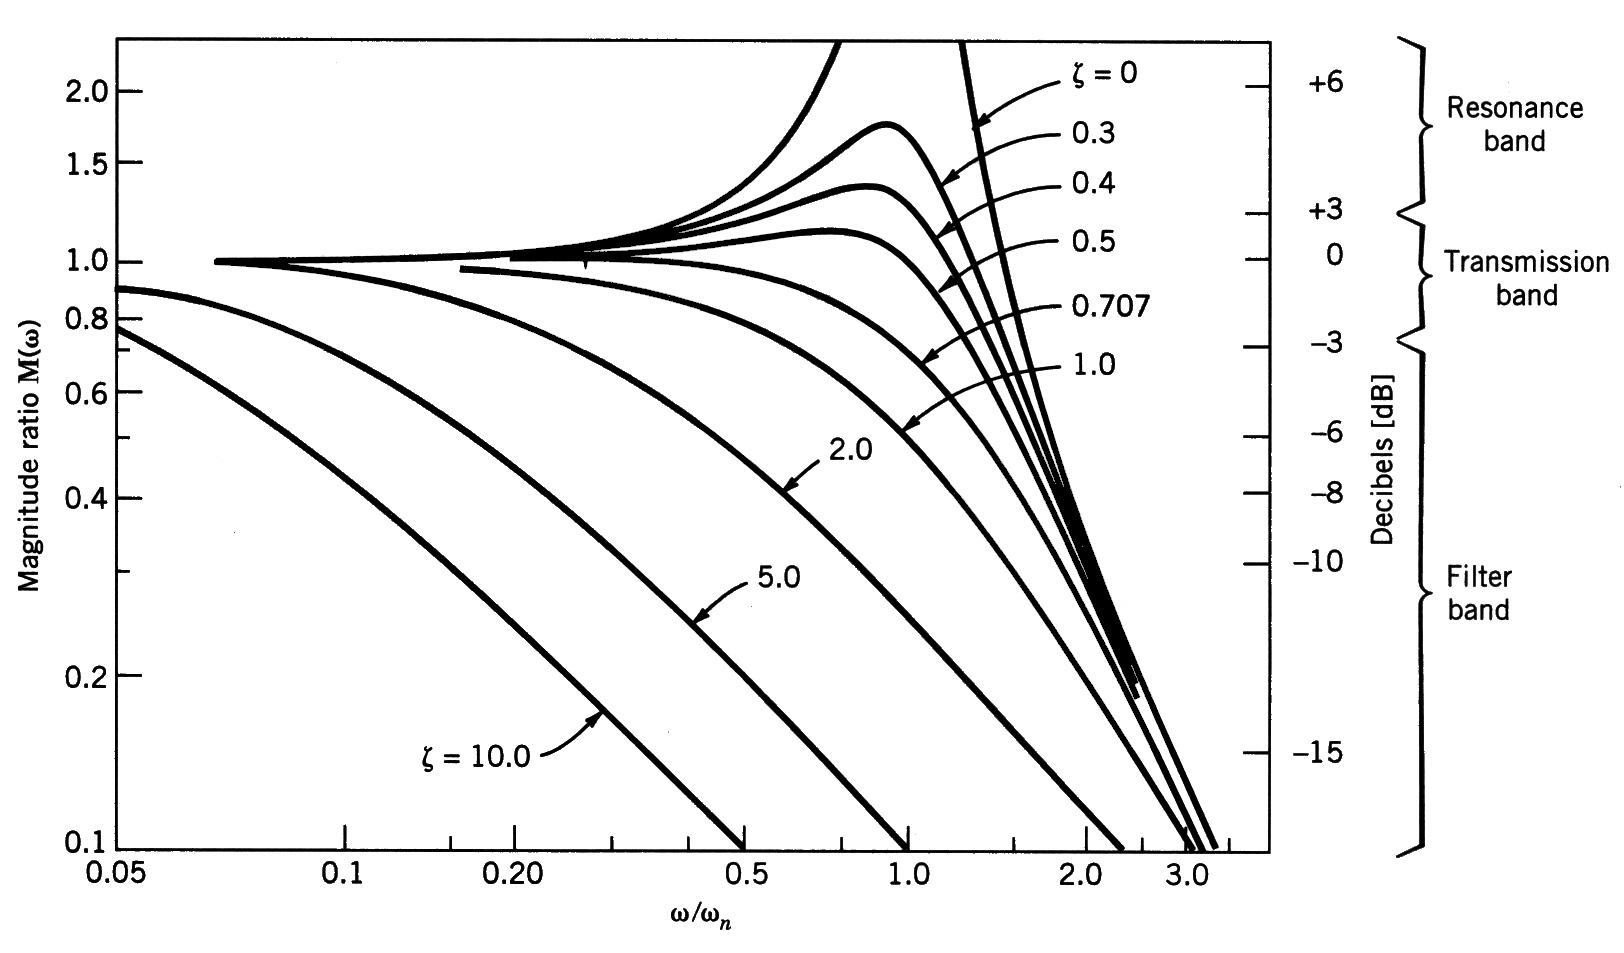 2.0
1.5
1.0
0.8
0.6
0.4
0.2
0.1
Magnitude ratio M(ω)
0.05
0.1
0.20
0.5
1.0
2.0
3.0
ω/ωn
ζ = 0
0.3
0.4
0.5
0.707
1.0
2.0
5.0
ζ = 10.0
+6
+3
0
−3
−6
−8
−10
−15
Decibels [dB]
Resonance
band
Transmission
band
Filter
band